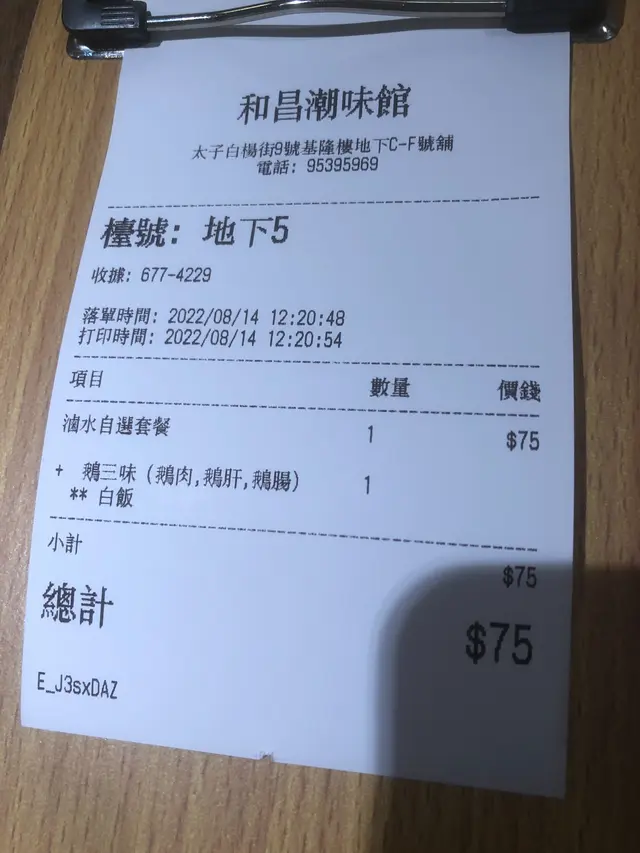 和昌潮味館
太子白楊街9號基隆樓地下C-F號舖
電話: 95395969
檯號: 地下5
收據: 677-4229
落單時間: 2022/08/14 12:20:48
打印時間: 2022/08/14 12:20:54
項目 數量 價錢
滷水自選套餐 1 $75
+ 鵝三味 (鵝肉,鵝肝,鵝腸) 1
** 白飯
小計 $75
總計 $75
E_J3sxDAZ